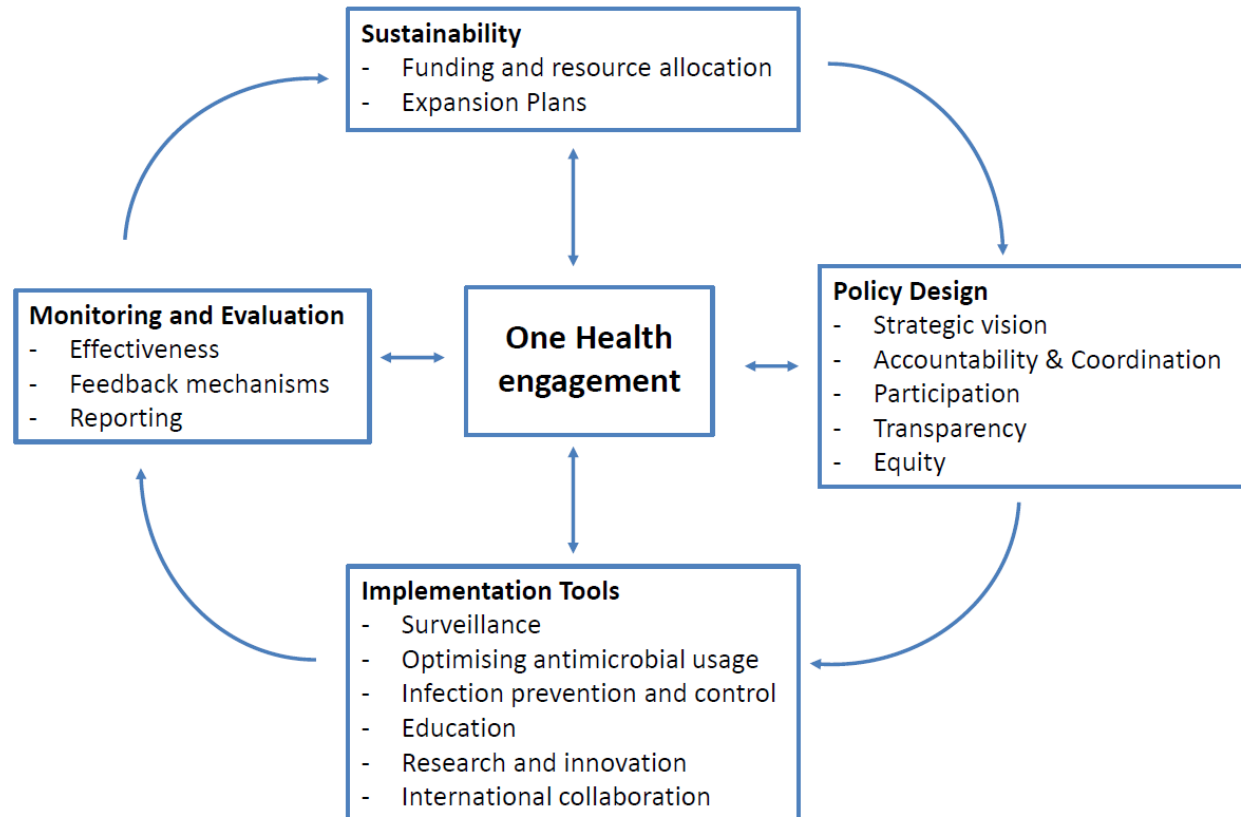 Sustainability
- Funding and resource allocation
- Expansion Plans
Policy Design
- Strategic vision
- Accountability & Coordination
- Participation
- Transparency
- Equity
Monitoring and Evaluation
- Effectiveness
- Feedback mechanisms
- Reporting
One Health
engagement
Implementation Tools
- Surveillance
- Optimising antimicrobial usage
- Infection prevention and control
- Education
- Research and innovation
- International collaboration